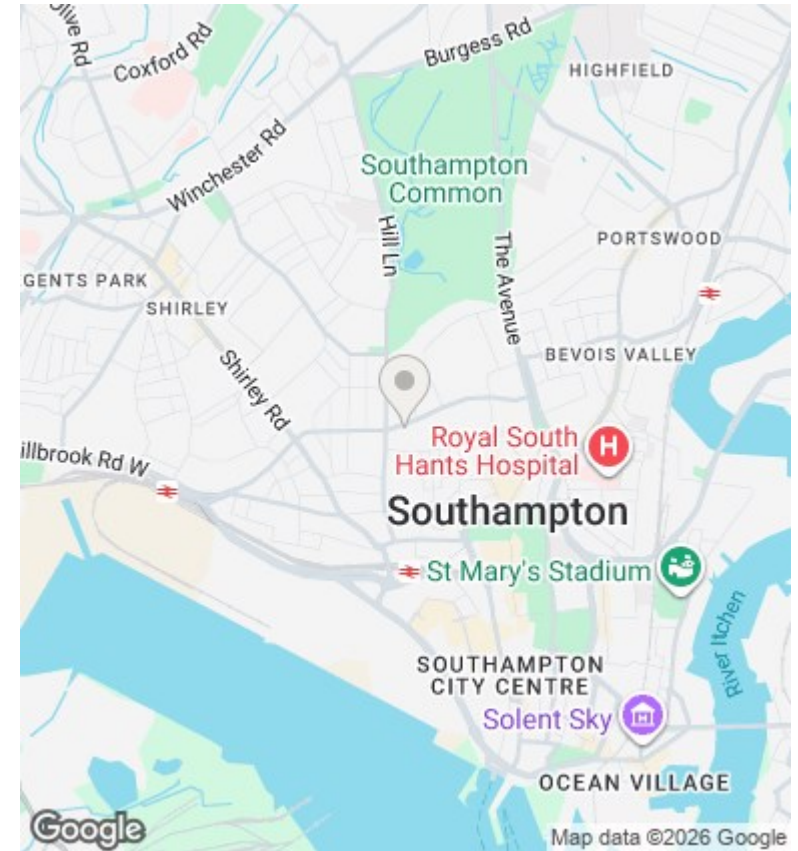 Olive Rd
Coxford Rd
Burgess Rd
HIGHFIELD
Winchester Rd
Southampton
Common
Hill Ln
The Avenue
PORTSWOOD
GENTS PARK
SHIRLEY
Shirley Rd
BEVOIS VALLEY
illbrook Rd W
Royal South
Hants Hospital
H
Southampton
St Mary's Stadium
River Itchen
SOUTHAMPTON
CITY CENTRE
Solent Sky
OCEAN VILLAGE
Google
Map data ©2026 Google